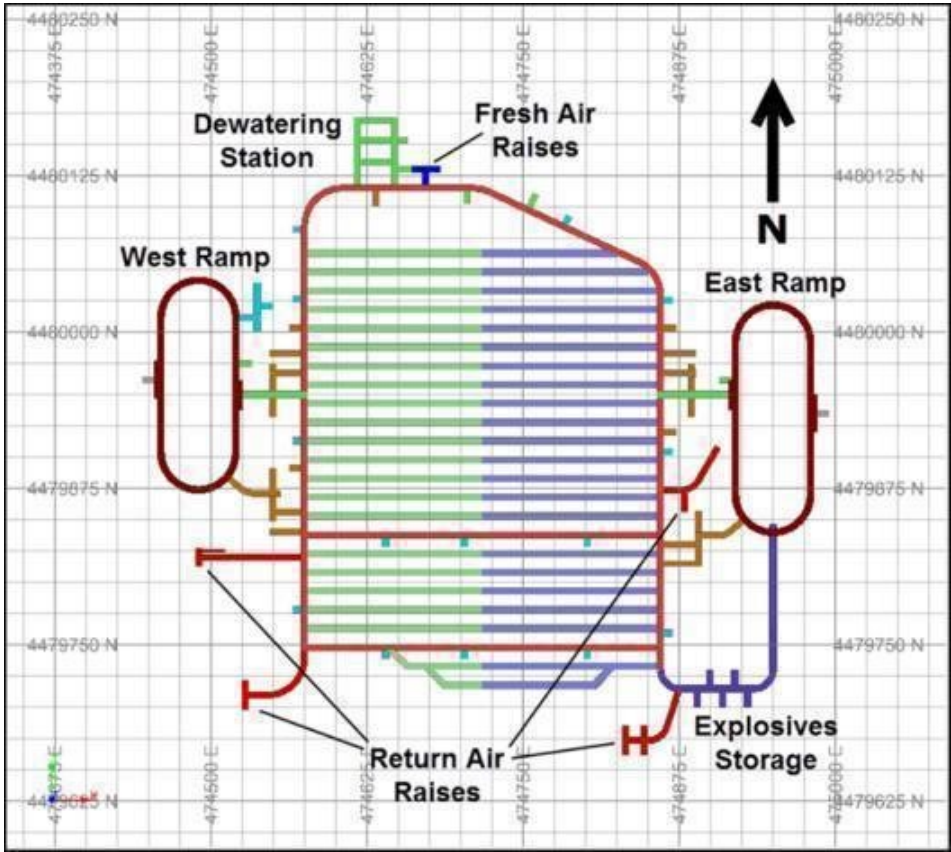 4480250 N
4480250 N
474375 E
474500 E
474625 E
474750 E
474875 E
475000 E
Dewatering
Station
Fresh Air
Raises
4480125 N
4480125 N
N
West Ramp
East Ramp
4480000 N
4480000 N
4479875 N
4479875 N
4479750 N
4479750 N
Explosives
Storage
Return Air
Raises
474375 E
474500 E
474625 E
474750 E
474875 E
475000 E
4479625 N
4479625 N